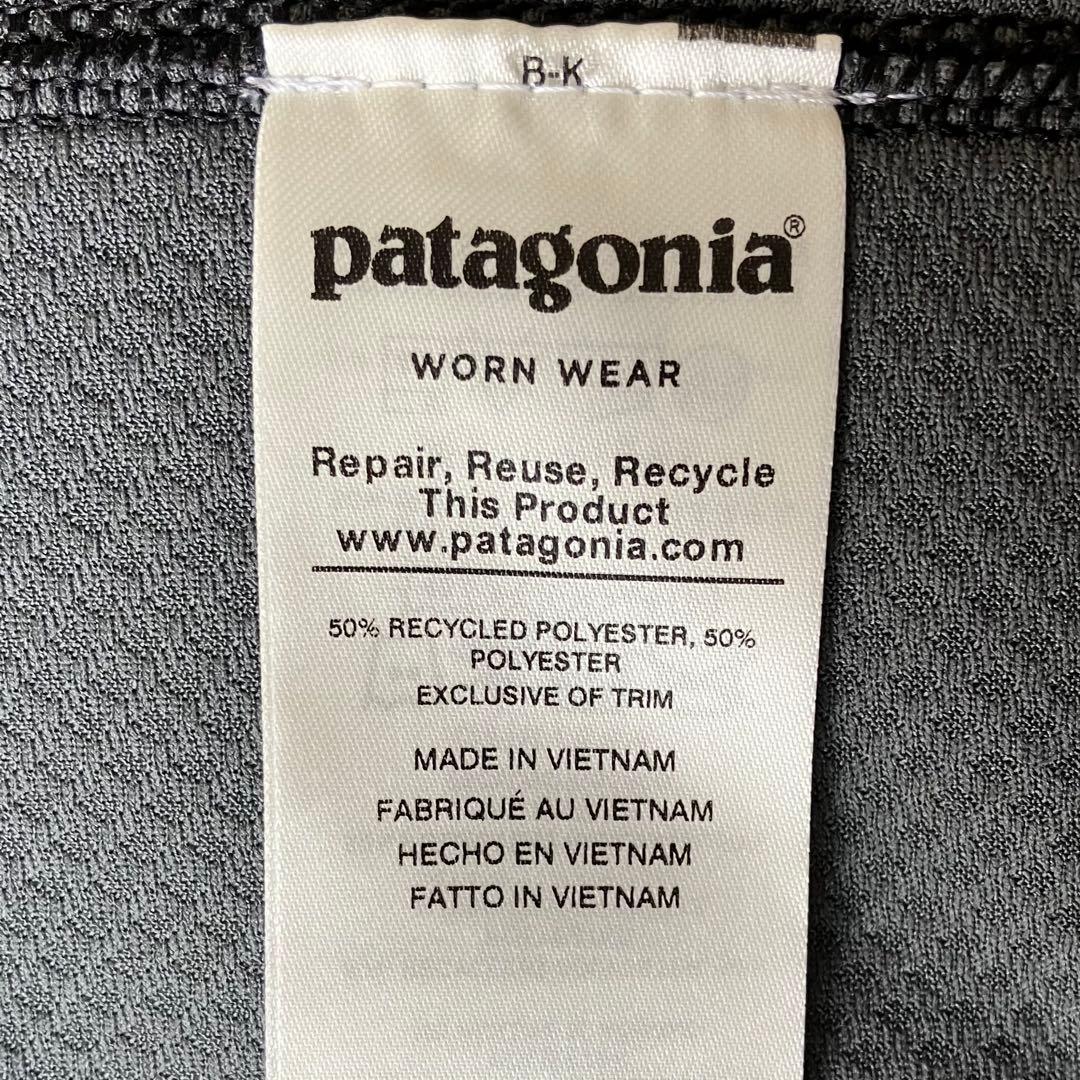 B-K
patagonia®
WORN WEAR
Repair, Reuse, Recycle
This Product
www.patagonia.com
50% RECYCLED POLYESTER, 50%
POLYESTER
EXCLUSIVE OF TRIM
MADE IN VIETNAM
FABRIQUÉ AU VIETNAM
HECHO EN VIETNAM
FATTO IN VIETNAM